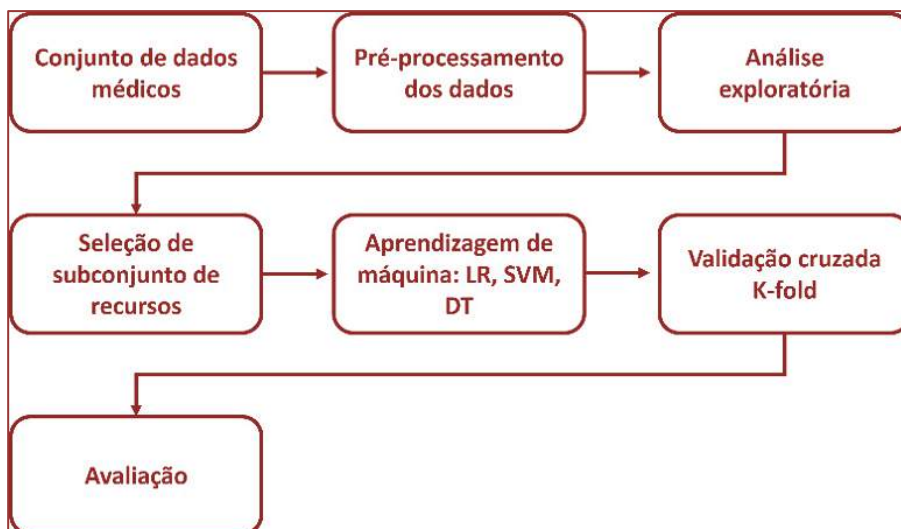 Conjunto de dados
médicos
Pré-processamento
dos dados
Análise
exploratória
Seleção de
subconjunto de
recursos
Aprendizagem de
máquina: LR, SVM,
DT
Validação cruzada
K-fold
Avaliação